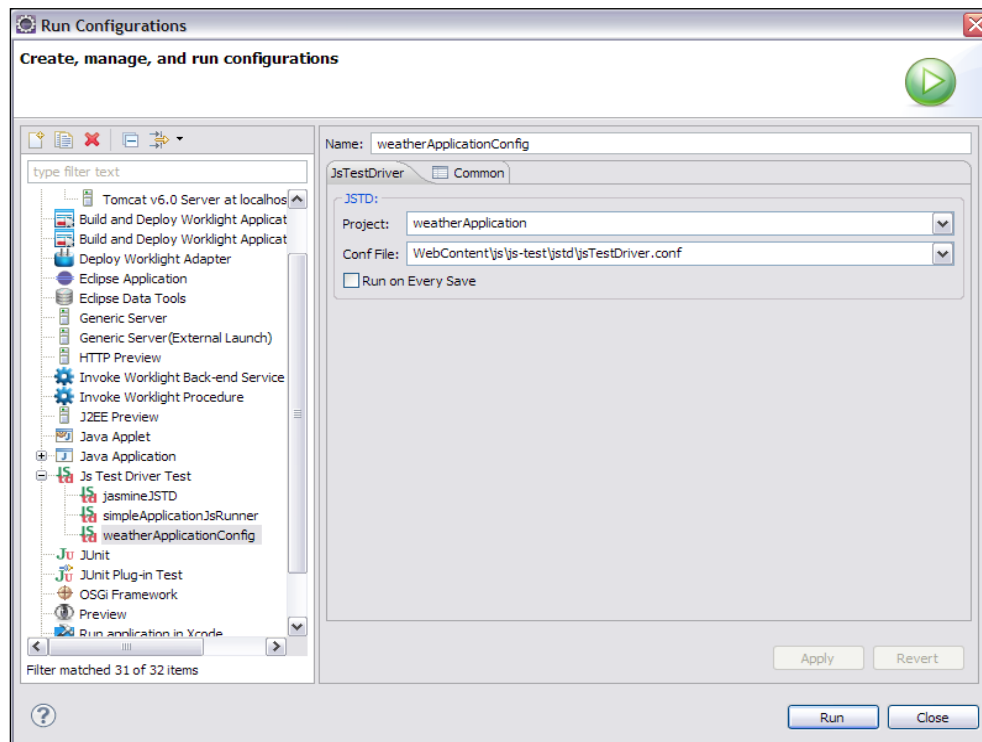 Run Configurations
Create, manage, and run configurations
type filter text
Tomcat v6.0 Server at localhos
Build and Deploy Worklight Applicat
Build and Deploy Worklight Applicat
Deploy Worklight Adapter
Eclipse Application
Eclipse Data Tools
Generic Server
Generic Server(External Launch)
HTTP Preview
Invoke Worklight Back-end Service
Invoke Worklight Procedure
J2EE Preview
Java Applet
Java Application
Js Test Driver Test
jasmineJSTD
simpleApplicationJsRunner
weatherApplicationConfig
JUnit
JUnit Plug-in Test
OSGi Framework
Preview
Run application in Xcode
Filter matched 31 of 32 items
Name: weatherApplicationConfig
JsTestDriver Common
JSTD:
Project: weatherApplication
Conf File: WebContent\js\js-test\jstd\jsTestDriver.conf
Run on Every Save
Apply Revert
Run Close